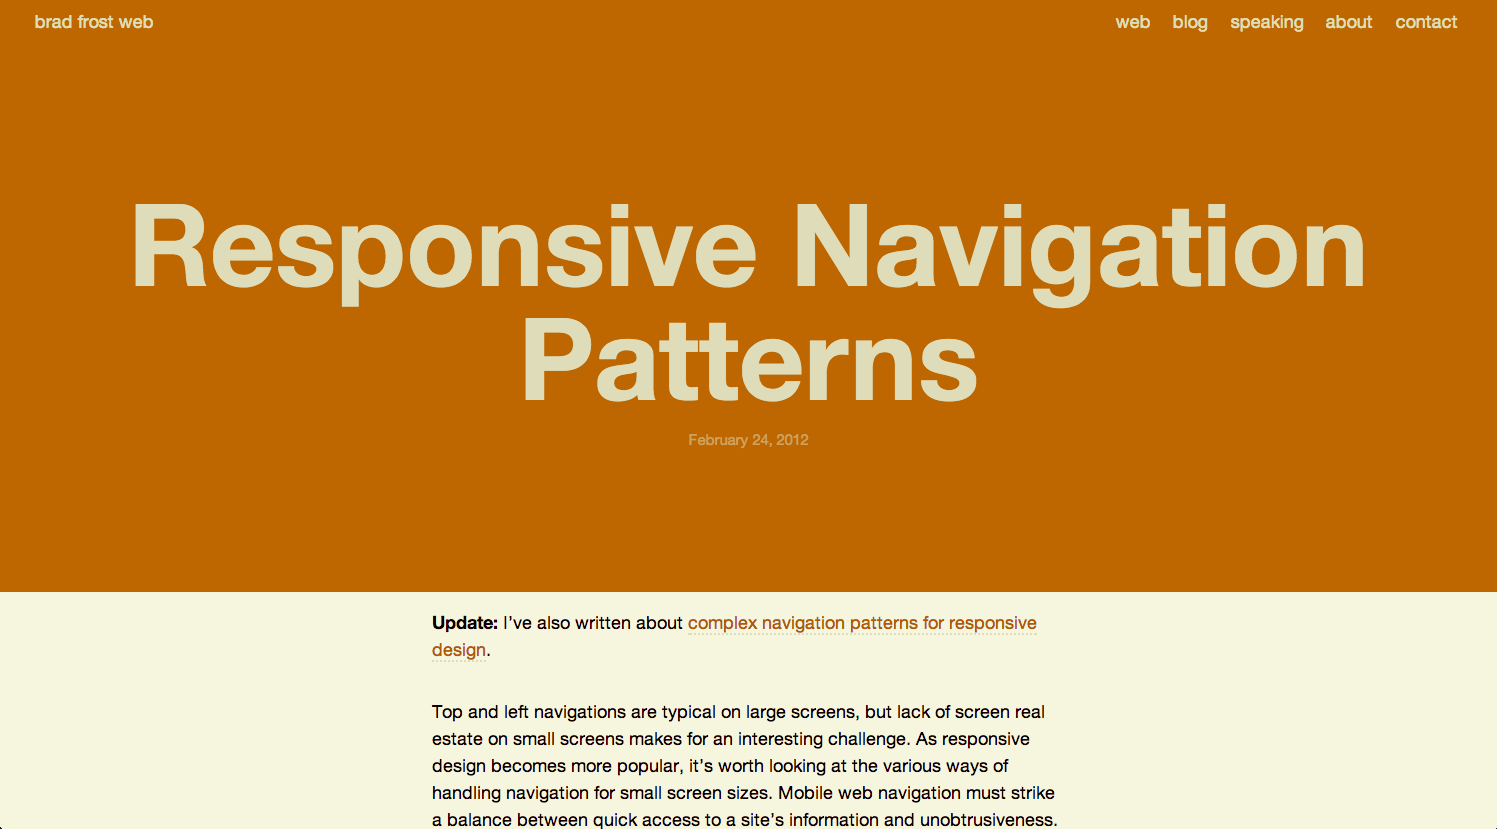 brad frost web
web blog speaking about contact
Responsive Navigation
Patterns
February 24, 2012
Update: I’ve also written about complex navigation patterns for responsive
design.
Top and left navigations are typical on large screens, but lack of screen real
estate on small screens makes for an interesting challenge. As responsive
design becomes more popular, it’s worth looking at the various ways of
handling navigation for small screen sizes. Mobile web navigation must strike
a balance between quick access to a site’s information and unobtrusiveness.